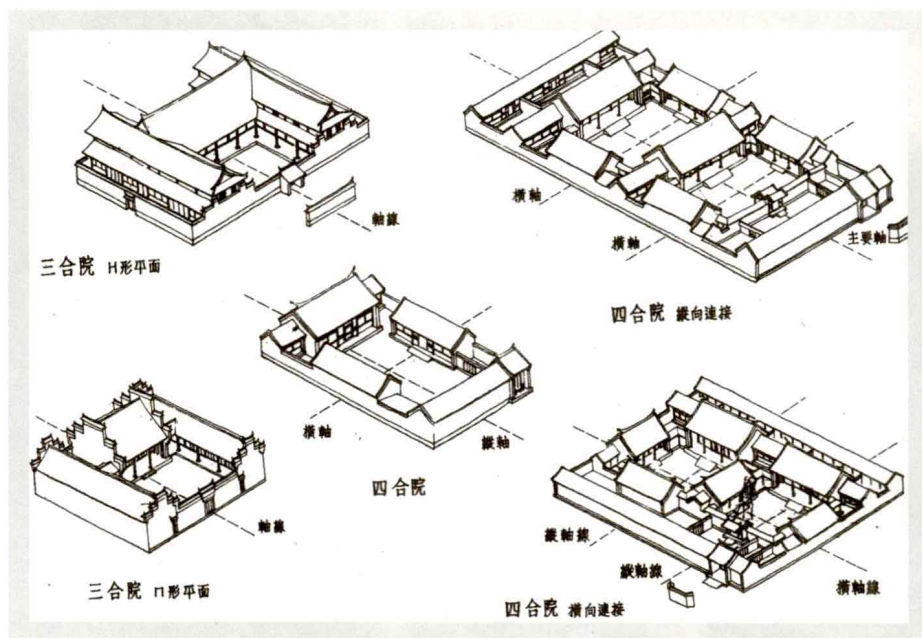 軸線
三合院 H形平面
橫軸
橫軸
主要軸
四合院 縱向連接
橫軸
縱軸
四合院
軸線
三合院 ㄇ形平面
縱軸線
縱軸線
橫軸線
四合院 橫向連接